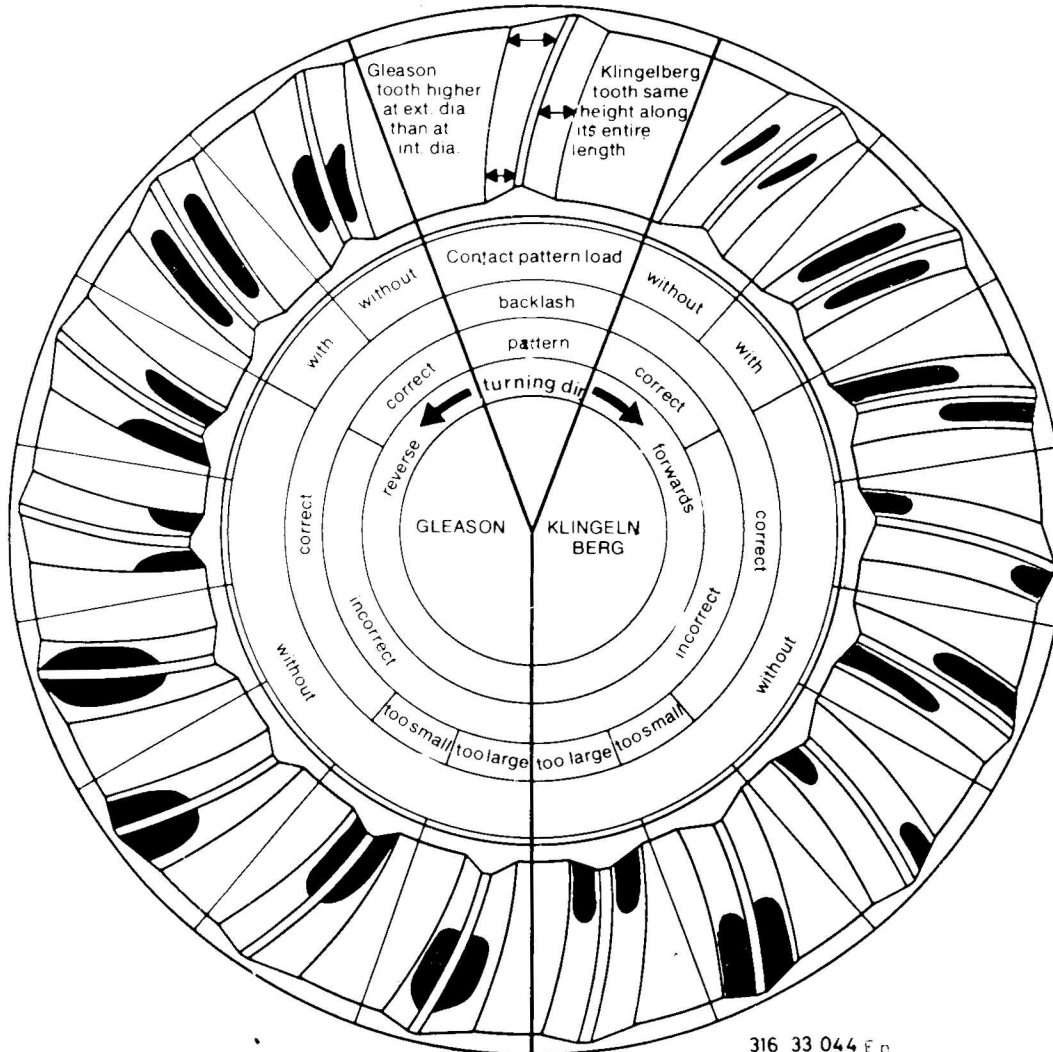 Gleason
tooth higher
at ext. dia
than at
int. dia.
Klingelberg
tooth same
height along
its entire
length
Contact pattern load
without
without
backlash
with
with
pattern
correct
correct
turning dir
reverse
forwards
GLEASON
KLINGELN
BERG
correct
correct
incorrect
incorrect
without
without
too small
too large
too large
too small
316 33 044 En